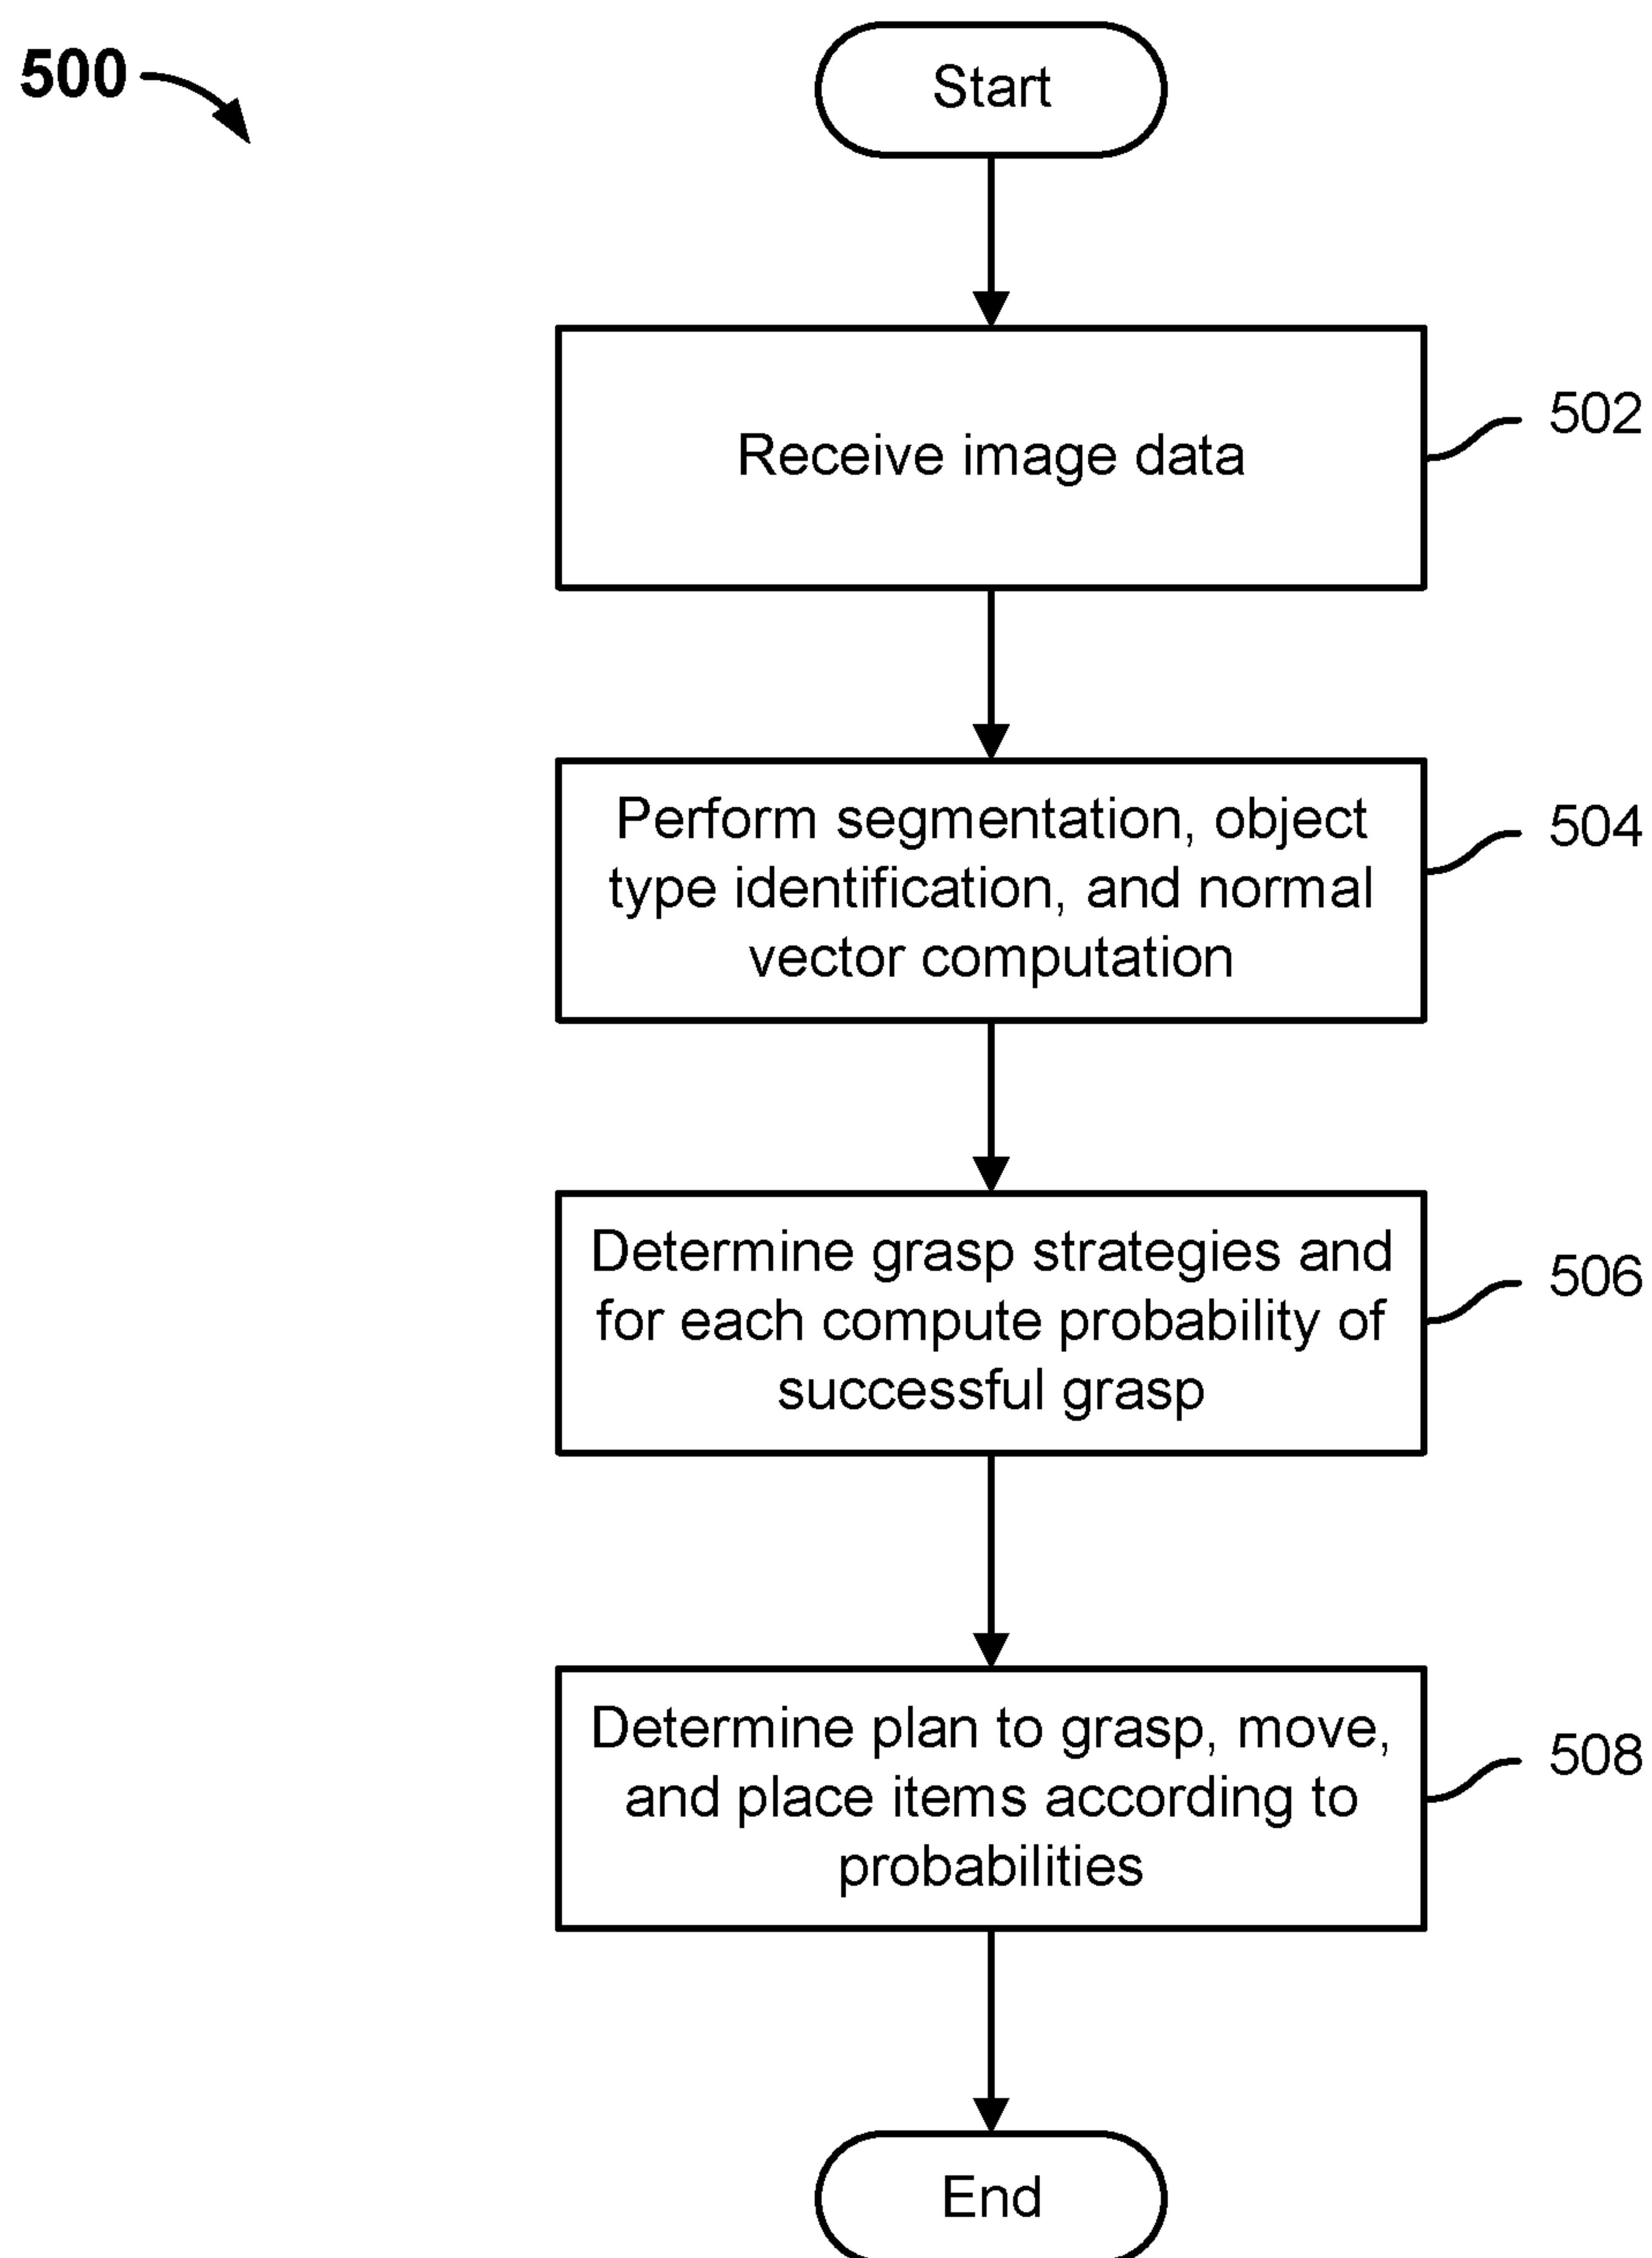 500
Start
Receive image data
502
Perform segmentation, object
type identification, and normal
vector computation
504
Determine grasp strategies and
for each compute probability of
successful grasp
506
Determine plan to grasp, move,
and place items according to
probabilities
508
End